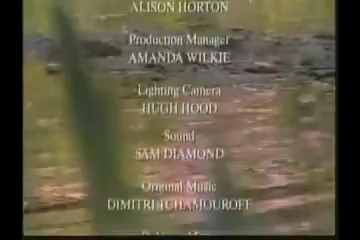 ALISON HORTON
Production Manager
AMANDA WILKIE
Lighting Camera
HUGH HOOD
Sound
SAM DIAMOND
Original Music
DIMITRI TCHAMOUROFF